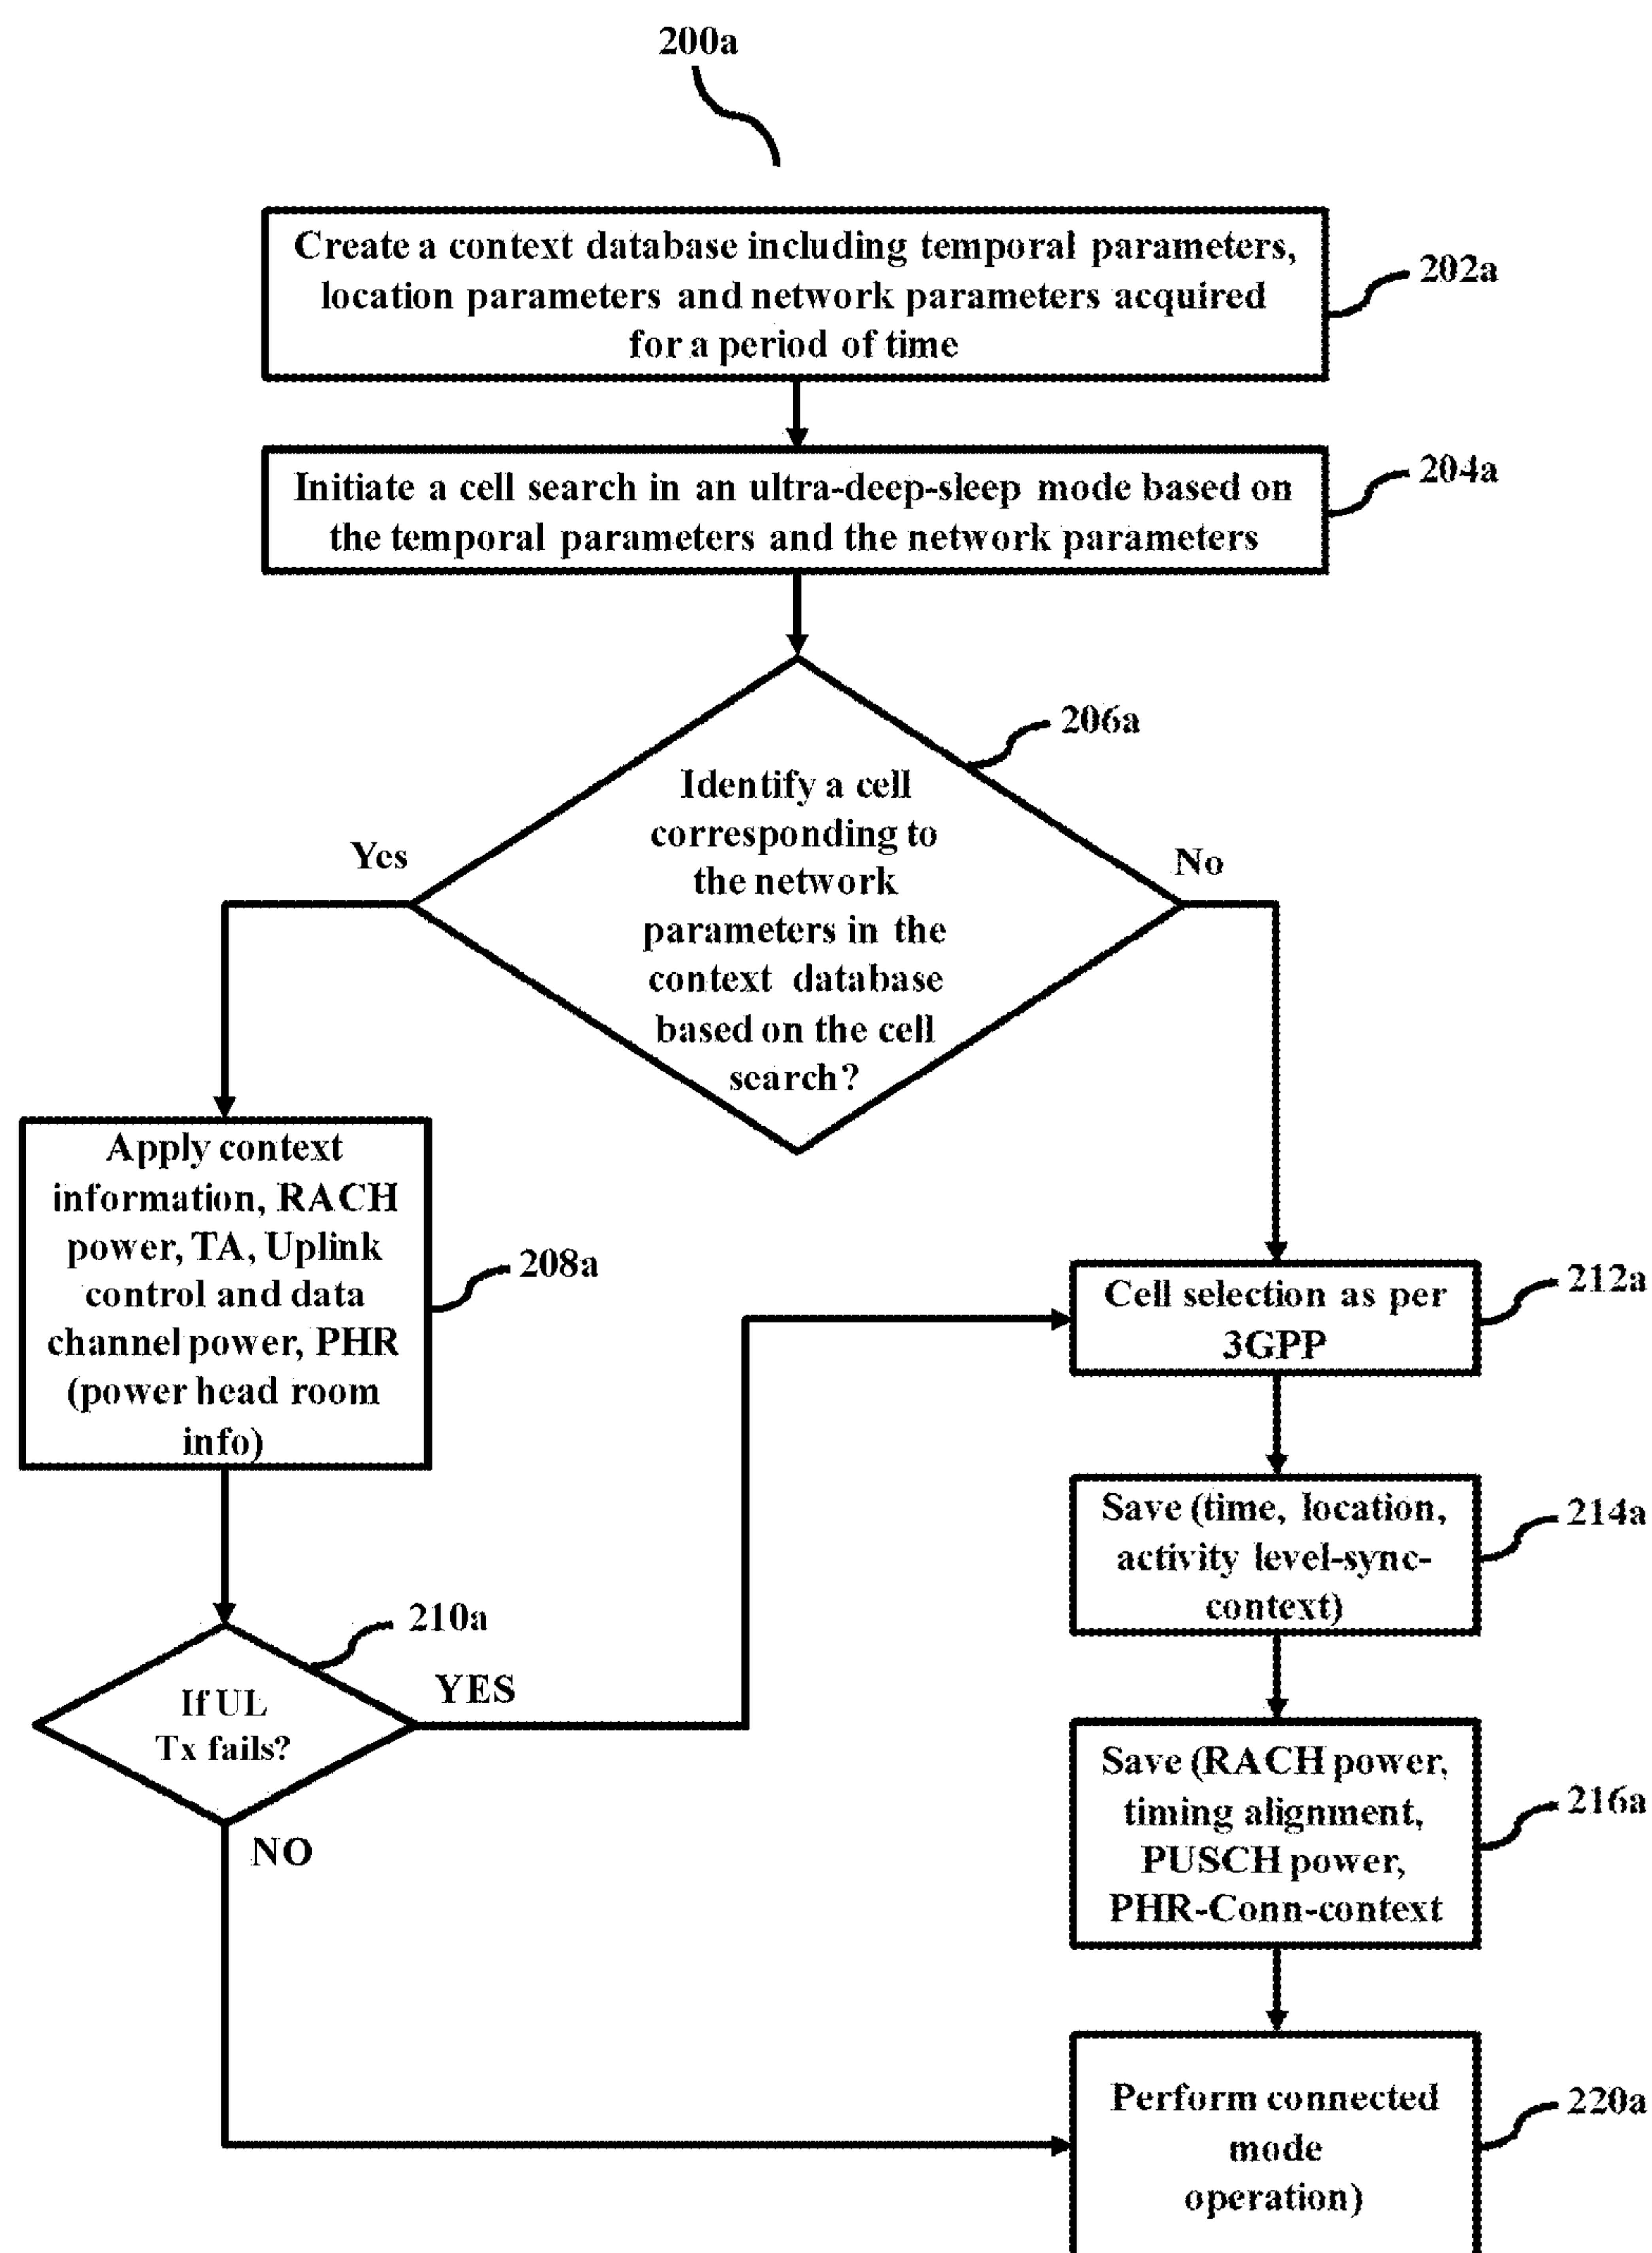 200a
Create a context database including temporal parameters,
location parameters and network parameters acquired
for a period of time
202a
Initiate a cell search in an ultra-deep-sleep mode based on
the temporal parameters and the network parameters
204a
206a
Identify a cell
corresponding to
the network
parameters in the
context database
based on the cell
search?
Yes
No
Apply context
information, RACH
power, TA, Uplink
control and data
channel power, PHR
(power head room
info)
208a
Cell selection as per
3GPP
212a
Save (time, location,
activity level-sync-
context)
214a
210a
If UL
Tx fails?
YES
NO
Save (RACH power,
timing alignment,
PUSCH power,
PHR-Conn-context
216a
Perform connected
mode
operation)
220a